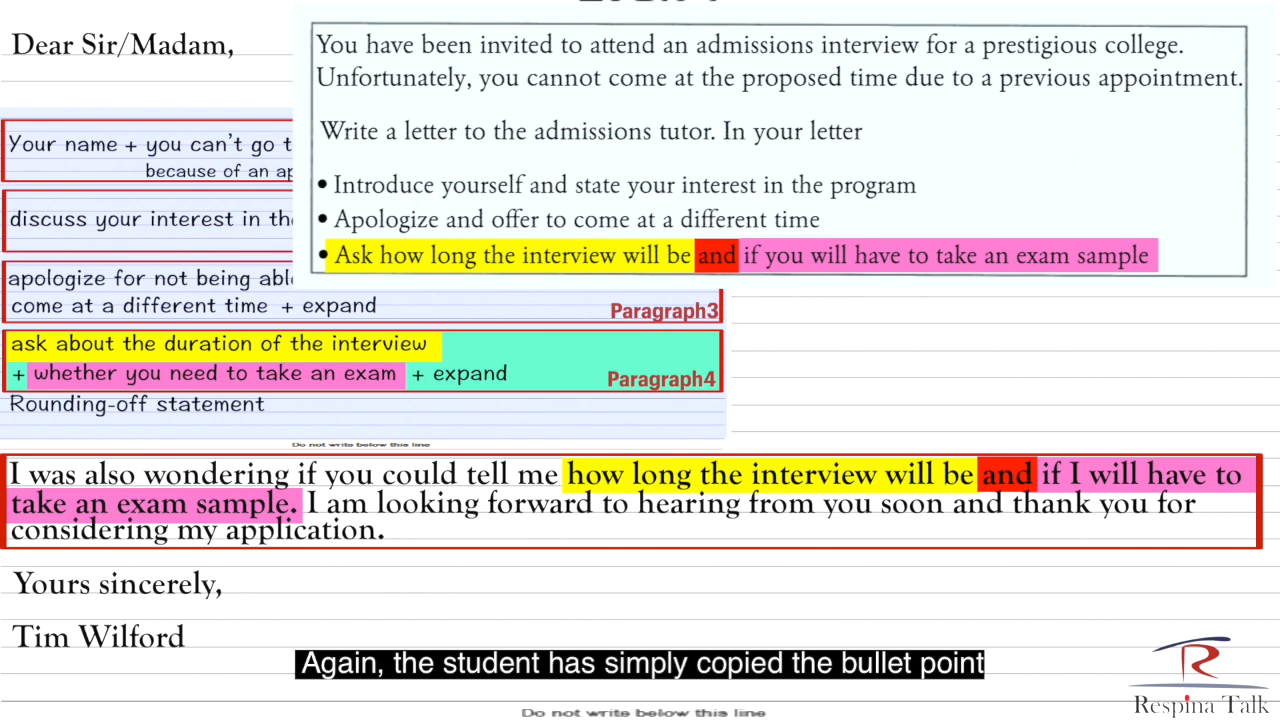 Dear Sir/Madam,
You have been invited to attend an admissions interview for a prestigious college.
Unfortunately, you cannot come at the proposed time due to a previous appointment.
Write a letter to the admissions tutor. In your letter
• Introduce yourself and state your interest in the program
• Apologize and offer to come at a different time
• Ask how long the interview will be and if you will have to take an exam sample
Your name + you can't go t
because of an ap
discuss your interest in the
apologize for not being abl
come at a different time + expand
Paragraph3
ask about the duration of the interview
+ whether you need to take an exam + expand
Paragraph4
Rounding-off statement
Do not write below this line
I was also wondering if you could tell me how long the interview will be and if I will have to
take an exam sample. I am looking forward to hearing from you soon and thank you for
considering my application.
Yours sincerely,
Tim Wilford
Again, the student has simply copied the bullet point
Respina Talk
Do not write below this line